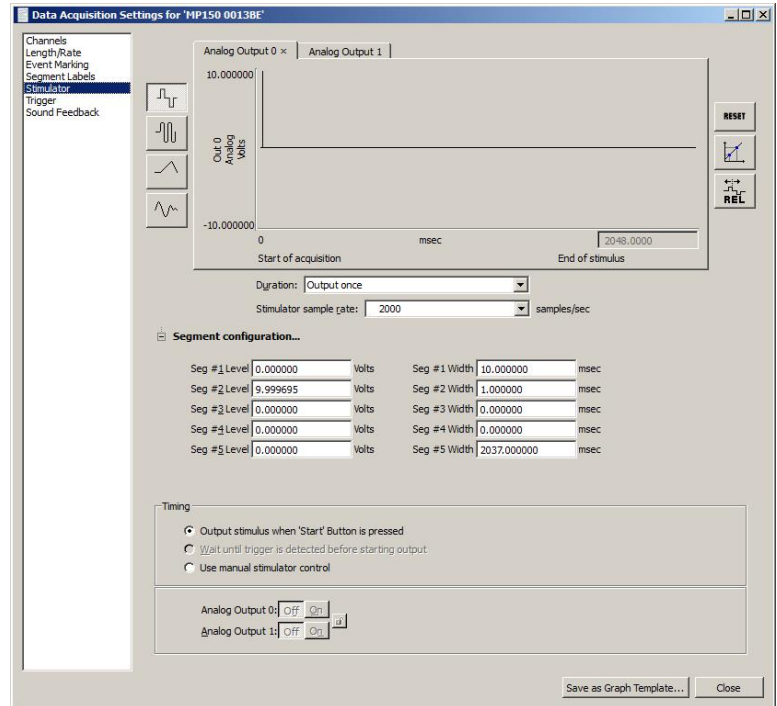 Data Acquisition Settings for 'MP150 0013BE'
Channels
Length/Rate
Event Marking
Segment Labels
Stimulator
Trigger
Sound Feedback
Analog Output 0 ×
Analog Output 1
10.000000
Out 0
Analog
Volts
-10.000000
0
msec
2048.0000
Start of acquisition
End of stimulus
RESET
REL
Duration: Output once
Stimulator sample rate: 2000 samples/sec
Segment configuration...
Seg #1 Level 0.000000 Volts Seg #1 Width 10.000000 msec
Seg #2 Level 9.999695 Volts Seg #2 Width 1.000000 msec
Seg #3 Level 0.000000 Volts Seg #3 Width 0.000000 msec
Seg #4 Level 0.000000 Volts Seg #4 Width 0.000000 msec
Seg #5 Level 0.000000 Volts Seg #5 Width 2037.000000 msec
Timing
Output stimulus when 'Start' Button is pressed
Wait until trigger is detected before starting output
Use manual stimulator control
Analog Output 0: Off On
Analog Output 1: Off On
Save as Graph Template... Close